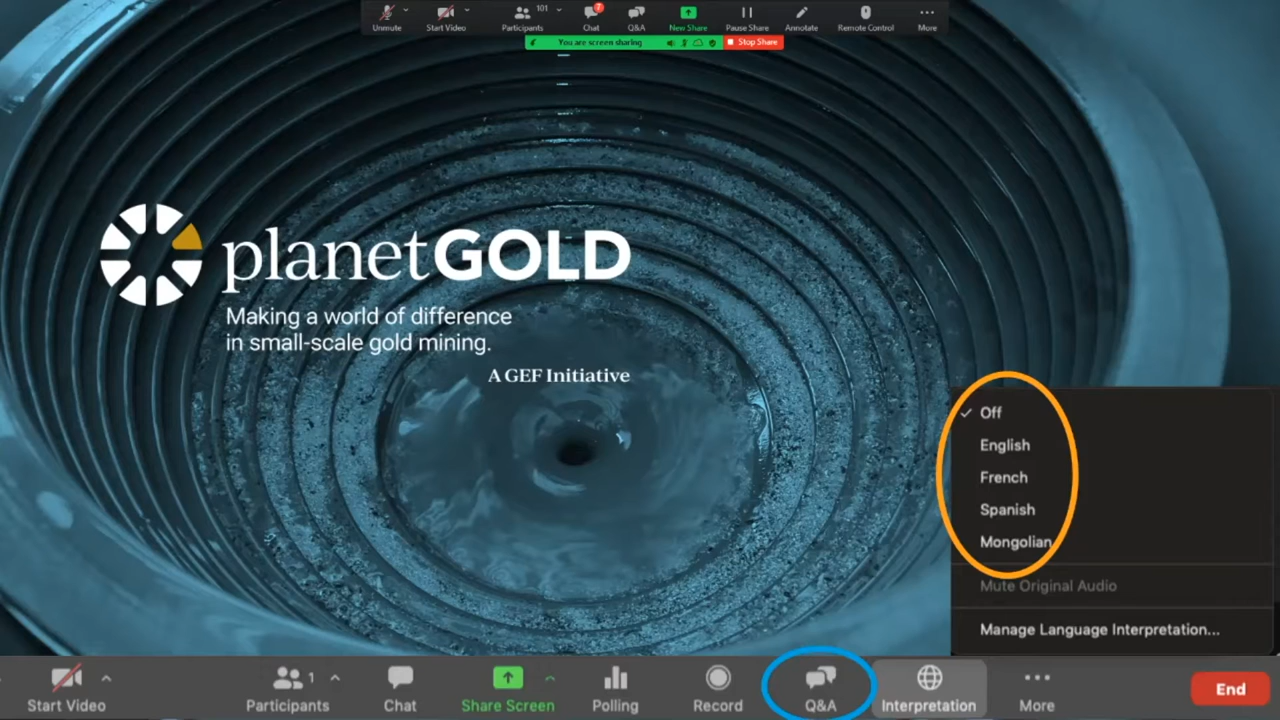 101
7
Unmute
Start Video
Participants
Chat
Q&A
New Share
Pause Share
Annotate
Remote Control
More
You are screen sharing
Stop Share
planetGOLD
Making a world of difference
in small-scale gold mining.
A GEF Initiative
Off
English
French
Spanish
Mongolian
Mute Original Audio
Manage Language Interpretation...
1
Start Video
Participants
Chat
Share Screen
Polling
Record
Q&A
Interpretation
More
End